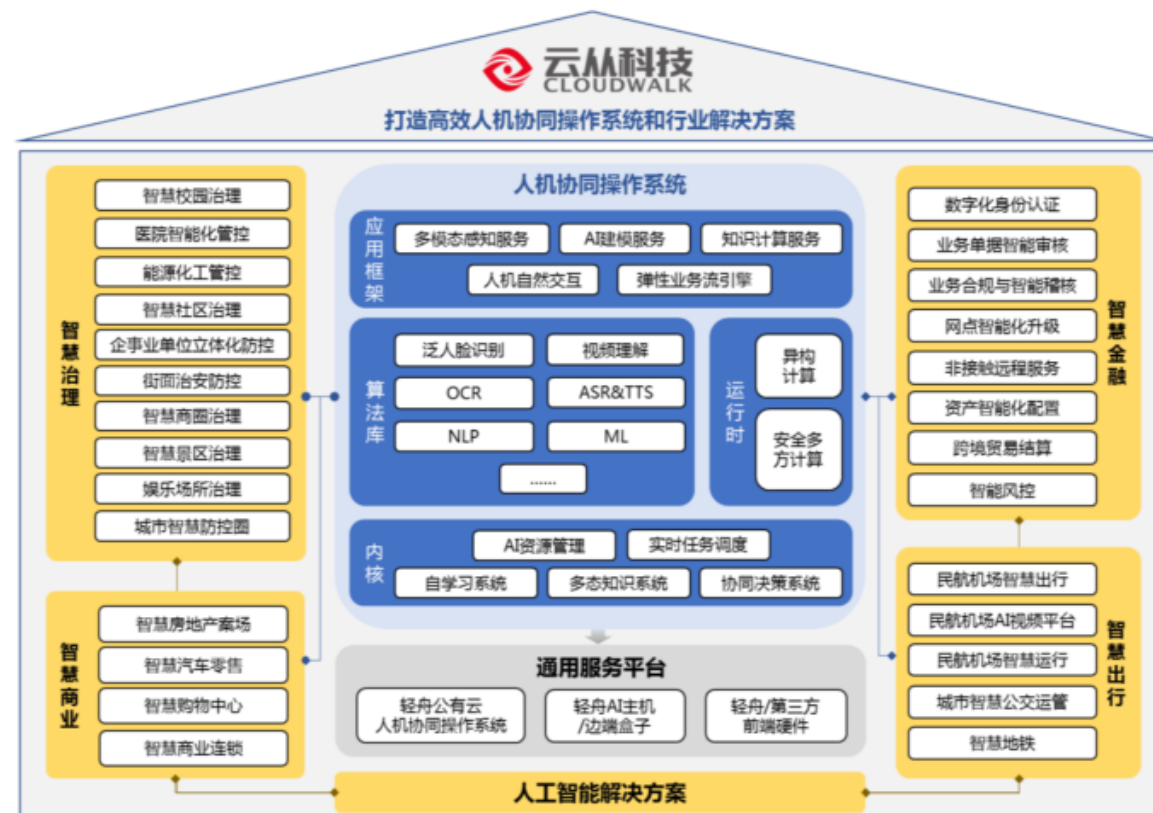 云从科技
CLOUDWALK
打造高效人机协同操作系统和行业解决方案
智慧治理
智慧校园治理
医院智能化管控
能源化工管控
智慧社区治理
企事业单位立体化防控
街面治安防控
智慧商圈治理
智慧景区治理
娱乐场所治理
城市智慧防控圈
智慧商业
智慧房地产案场
智慧汽车零售
智慧购物中心
智慧商业连锁
人机协同操作系统
应用框架
多模态感知服务
AI建模服务
知识计算服务
人机自然交互
弹性业务流引擎
算法库
泛人脸识别
视频理解
OCR
ASR&TTS
NLP
ML
......
运行时
异构
计算
安全多
方计算
内核
AI资源管理
实时任务调度
自学习系统
多态知识系统
协同决策系统
通用服务平台
轻舟公有云
人机协同操作系统
轻舟AI主机
/边端盒子
轻舟/第三方
前端硬件
智慧金融
数字化身份认证
业务单据智能审核
业务合规与智能稽核
网点智能化升级
非接触远程服务
资产智能化配置
跨境贸易结算
智能风控
智慧出行
民航机场智慧出行
民航机场AI视频平台
民航机场智慧运行
城市智慧公交运管
智慧地铁
人工智能解决方案